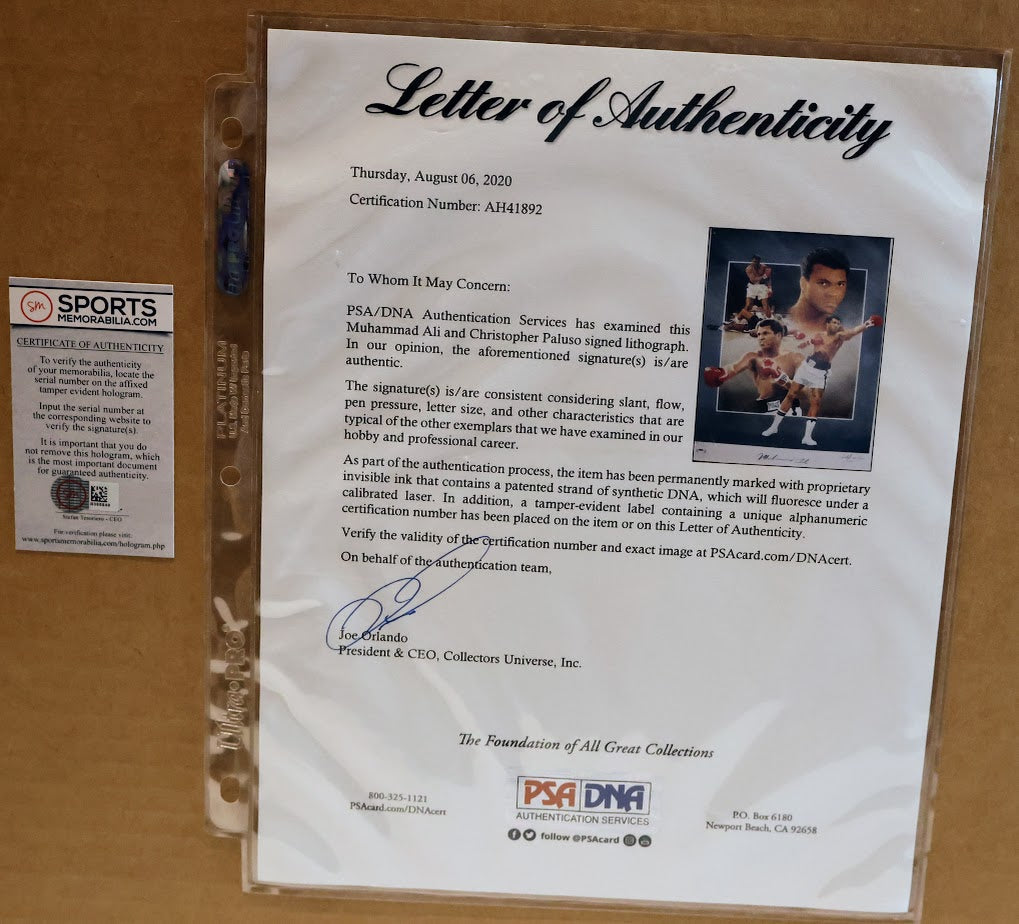 Letter of Authenticity
Thursday, August 06, 2020
Certification Number: AH41892
To Whom It May Concern:
PSA/DNA Authentication Services has examined this
Muhammad Ali and Christopher Paluso signed lithograph.
In our opinion, the aforementioned signature(s) is/are
authentic.
The signature(s) is/are consistent considering slant, flow,
pen pressure, letter size, and other characteristics that are
typical of the other exemplars that we have examined in our
hobby and professional career.
As part of the authentication process, the item has been permanently marked with proprietary
invisible ink that contains a patented strand of synthetic DNA, which will fluoresce under a
calibrated laser. In addition, a tamper-evident label containing a unique alphanumeric
certification number has been placed on the item or on this Letter of Authenticity.
Verify the validity of the certification number and exact image at PSAcard.com/DNAcert.
On behalf of the authentication team,
Joe Orlando
President & CEO, Collectors Universe, Inc.
The Foundation of All Great Collections
800-325-1121
PSAcard.com/DNAcert
PSA DNA
AUTHENTICATION SERVICES
follow @PSAcard
P.O. Box 6180
Newport Beach, CA 92658
sm SPORTS
MEMORABILIA.COM
CERTIFICATE OF AUTHENTICITY
To verify the authenticity
of your memorabilia, locate the
serial number on the affixed
tamper evident hologram.
Input the serial number at
the corresponding website to
verify the signature(s).
It is important that you do
not remove this hologram, which
is the most important document
for guaranteed authenticity.
- CEO
For verification please visit:
www.sportsmemorabilia.com/hologram.php
PLATINUM
Ultra PRO